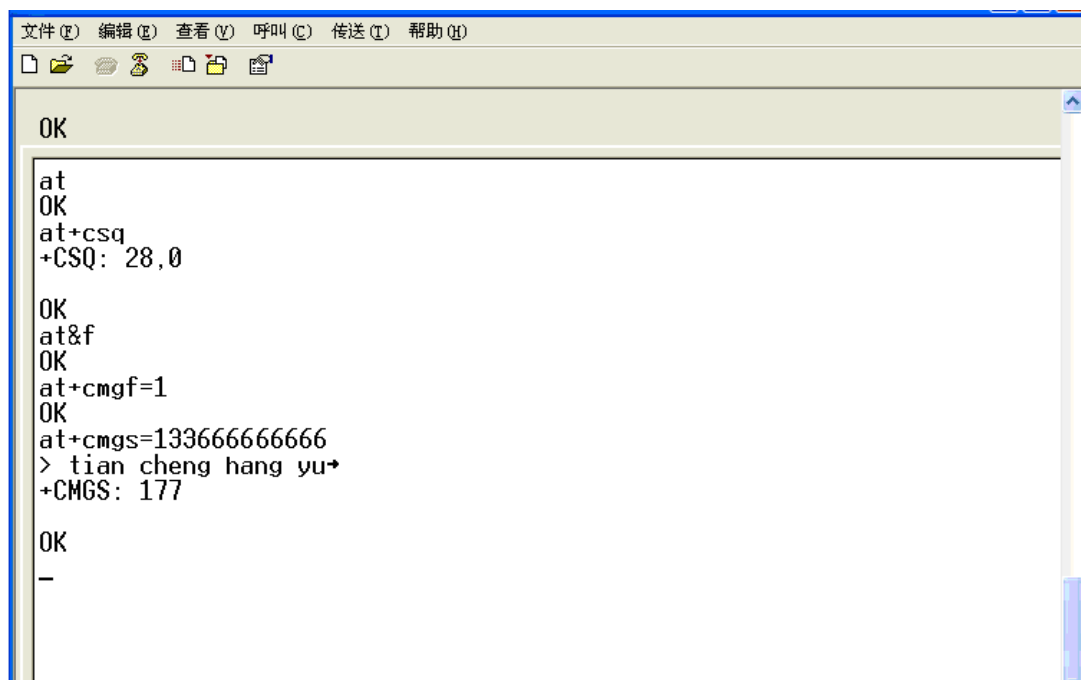 文件(F) 编辑(E) 查看(V) 呼叫(C) 传送(T) 帮助(H)
OK
at
OK
at+csq
+CSQ: 28,0
OK
at&f
OK
at+cmgf=1
OK
at+cmgs=133666666666
> tian cheng hang yu→
+CMGS: 177
OK
_